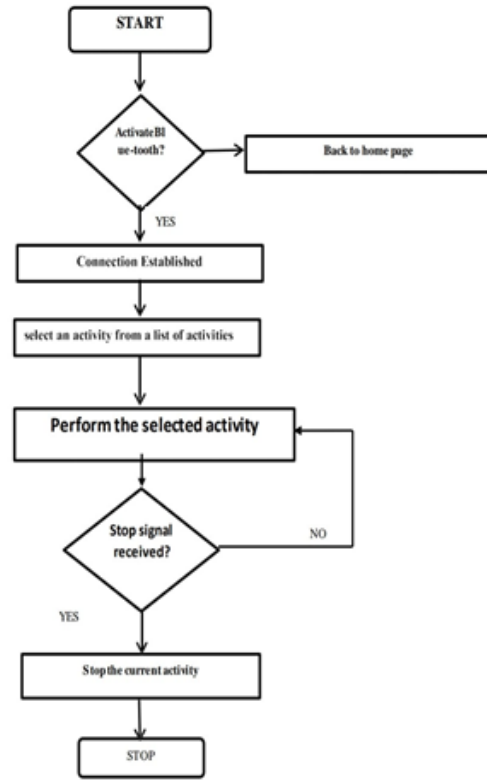 START
ActivateBl
ue-tooth?
Back to home page
YES
Connection Established
select an activity from a list of activities
Perform the selected activity
Stop signal
received?
NO
YES
Stop the current activity
STOP